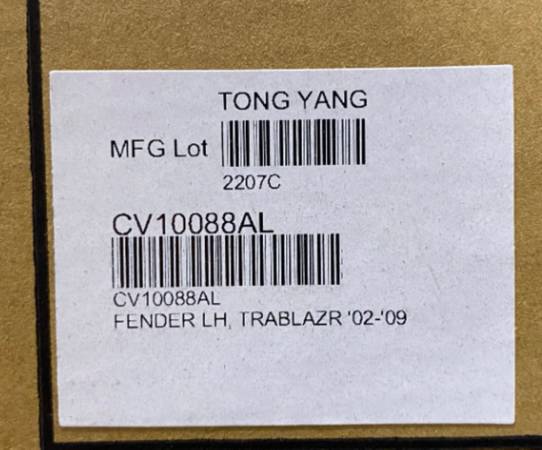 TONG YANG
MFG Lot
2207C
CV10088AL
CV10088AL
FENDER LH, TRABLAZR '02-'09